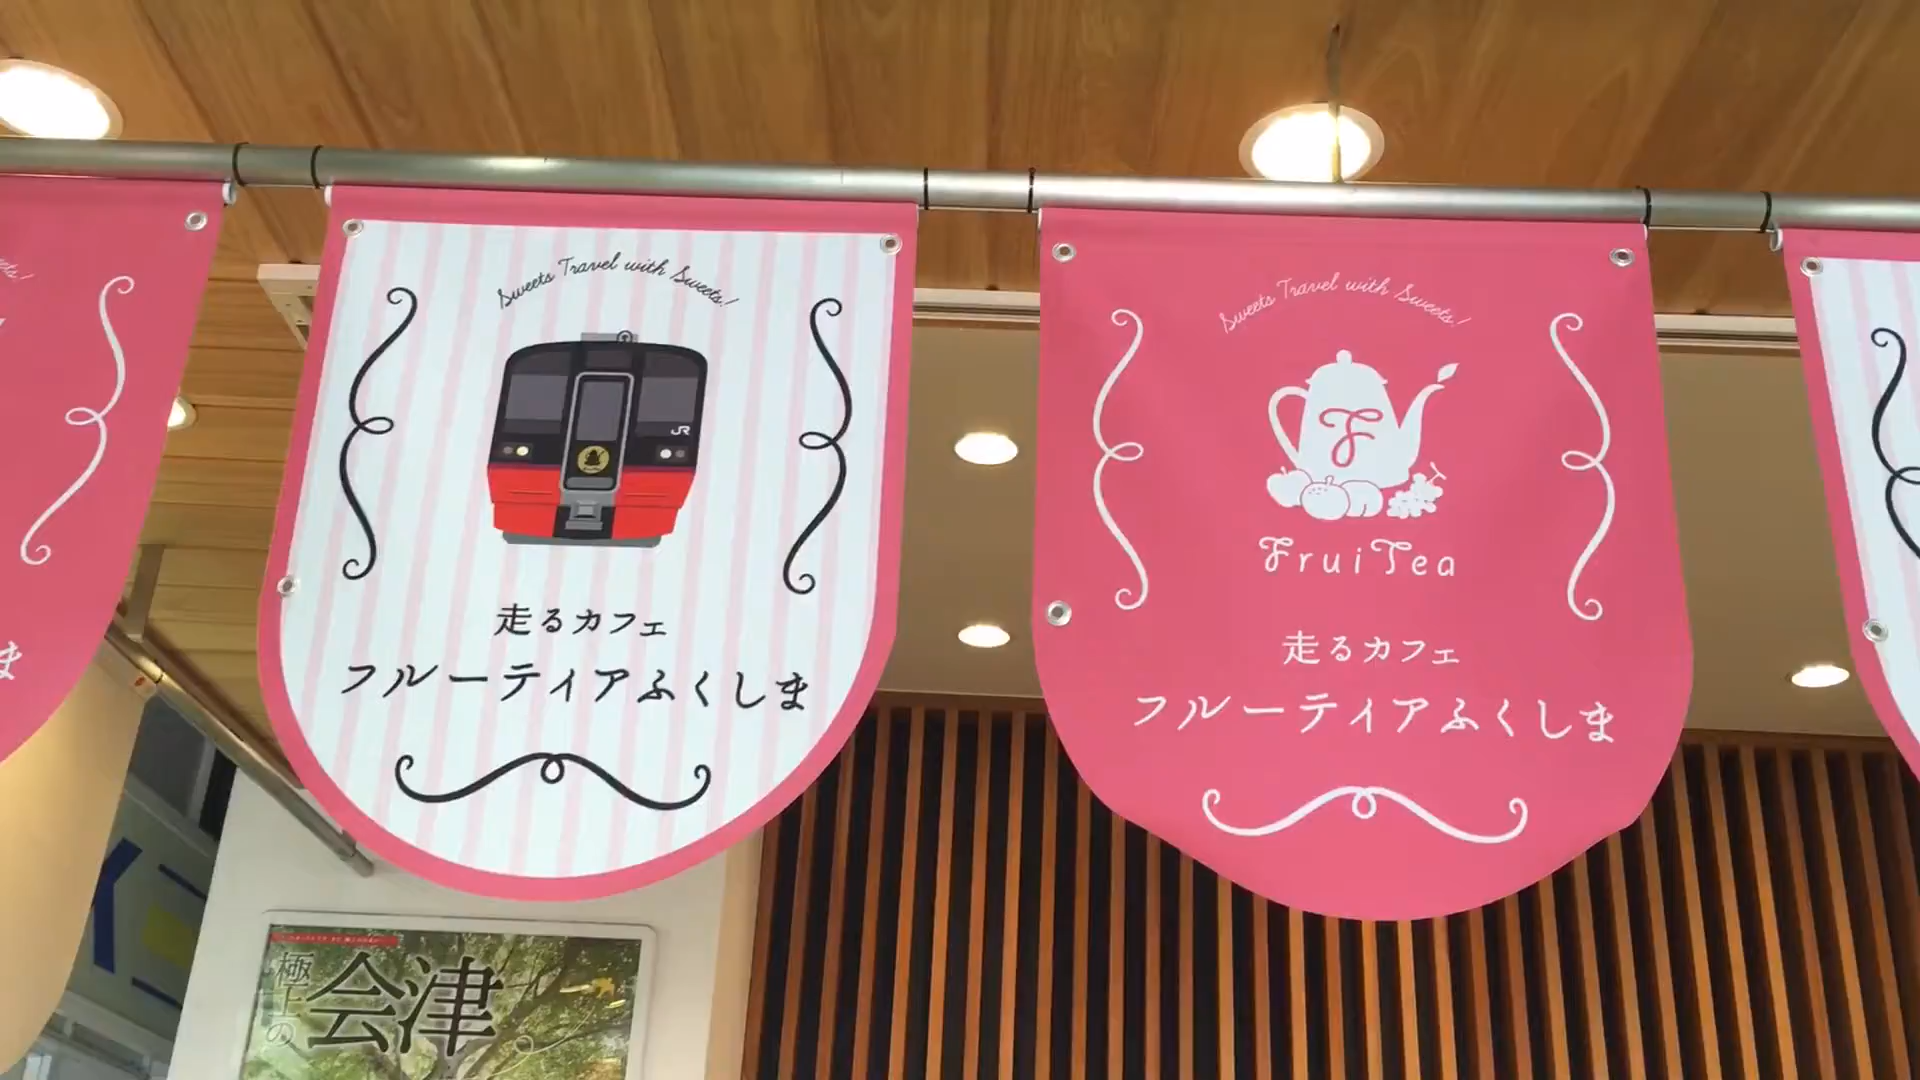 Sweets Travel with Sweets!
JR
走るカフェ
フルーティアふくしま
Sweets Travel with Sweets!
F
FruiTea
走るカフェ
フルーティアふくしま
ま
極上の
会津